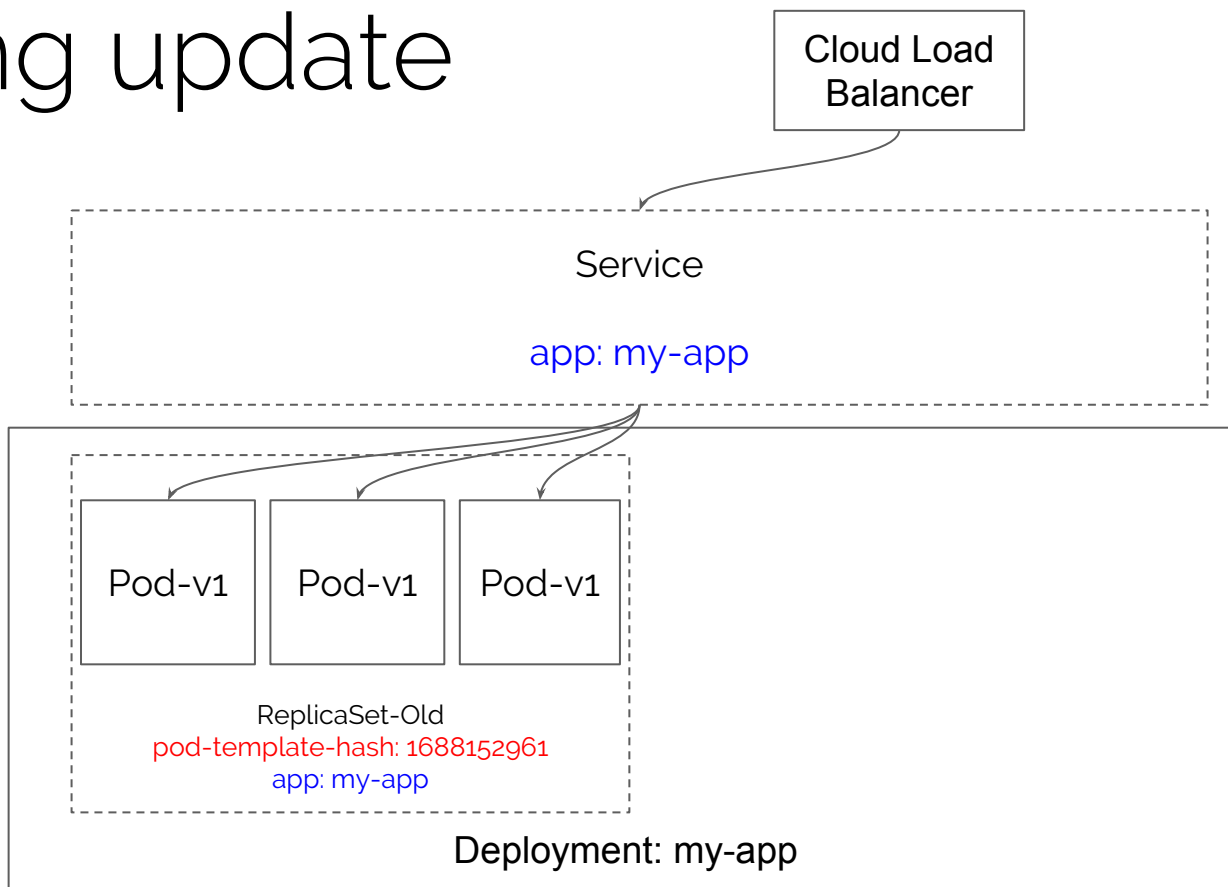 ng update
Cloud Load
Balancer
Service
app: my-app
Pod-v1
Pod-v1
Pod-v1
ReplicaSet-Old
pod-template-hash: 1688152961
app: my-app
Deployment: my-app